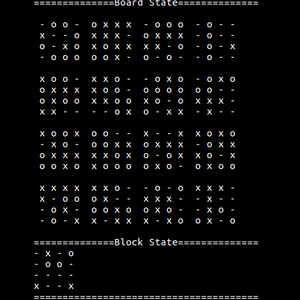 ==============Board State==============
- o o - o x x x - o o o - o - -
x - - o x x x - o x x x - o - -
o - x o x o x x x x - o - o - x
- o o o o o x - o - o - - o - -
x o o - x x o - - o x o - o x o
o x x x x o o - o o o o o o - -
o x o o x x o o x o - o x x x -
x x - - - - o x o - x x - x - -
x o o x o o - - x - - x x o x o
- x o - o o x o o x x x - o x x
o x x x x o x x o x o - x o - x
o x x o x o o o o - o x o x x o
x x x x x x o - - o - o x x x -
x - o o x o - - x x x - - o - -
- o x - o o x o o x o - - x o -
o - x - x - x x x - x o o x - o
==============Block State==============
- x - o
- o o -
- - - -
x - - x
=======================================